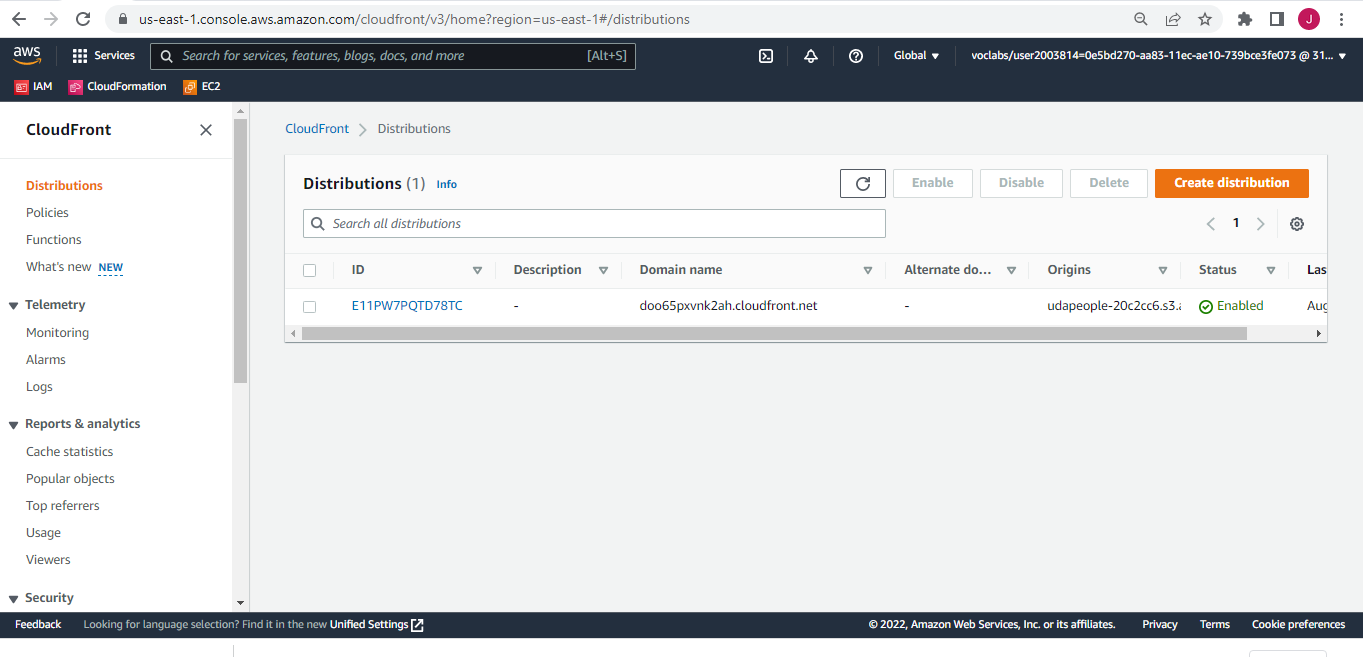 us-east-1.console.aws.amazon.com/cloudfront/v3/home?region=us-east-1#/distributions
J
aws
Services
Search for services, features, blogs, docs, and more [Alt+S]
Global
voclabs/user2003814=0e5bd270-aa83-11ec-ae10-739bce3fe073 @ 31...
IAM CloudFormation EC2
CloudFront
Distributions
Policies
Functions
What's new NEW
Telemetry
Monitoring
Alarms
Logs
Reports & analytics
Cache statistics
Popular objects
Top referrers
Usage
Viewers
Security
CloudFront > Distributions
Distributions (1) Info
Enable Disable Delete Create distribution
Search all distributions
1
ID Description Domain name Alternate do... Origins Status Las
E11PW7PQTD78TC - doo65pxvnk2ah.cloudfront.net - udapeople-20c2cc6.s3.a Enabled Aug
Feedback Looking for language selection? Find it in the new Unified Settings © 2022, Amazon Web Services, Inc. or its affiliates. Privacy Terms Cookie preferences